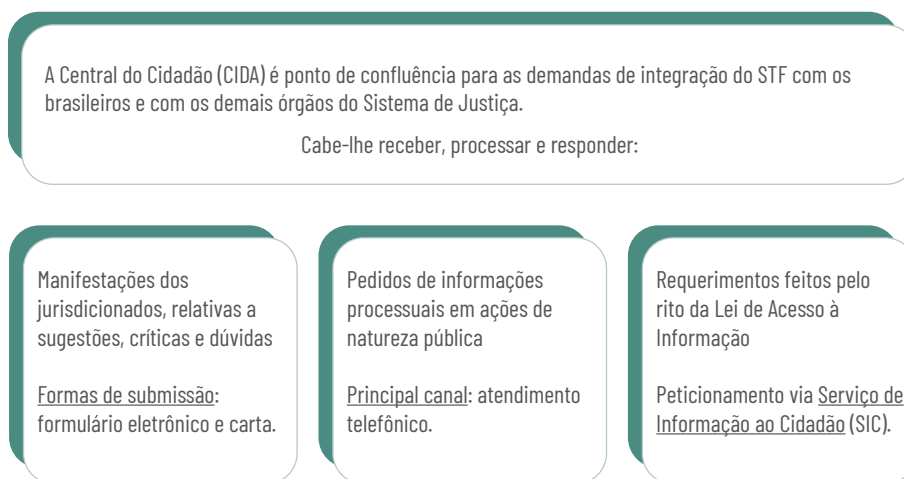 A Central do Cidadão (CIDA) é ponto de confluência para as demandas de integração do STF com os
brasileiros e com os demais órgãos do Sistema de Justiça.
Cabe-lhe receber, processar e responder:
Manifestações dos
jurisdicionados, relativas a
sugestões, críticas e dúvidas
Formas de submissão:
formulário eletrônico e carta.
Pedidos de informações
processuais em ações de
natureza pública
Principal canal: atendimento
telefônico.
Requerimentos feitos pelo
rito da Lei de Acesso à
Informação
Peticionamento via Serviço de
Informação ao Cidadão (SIC).